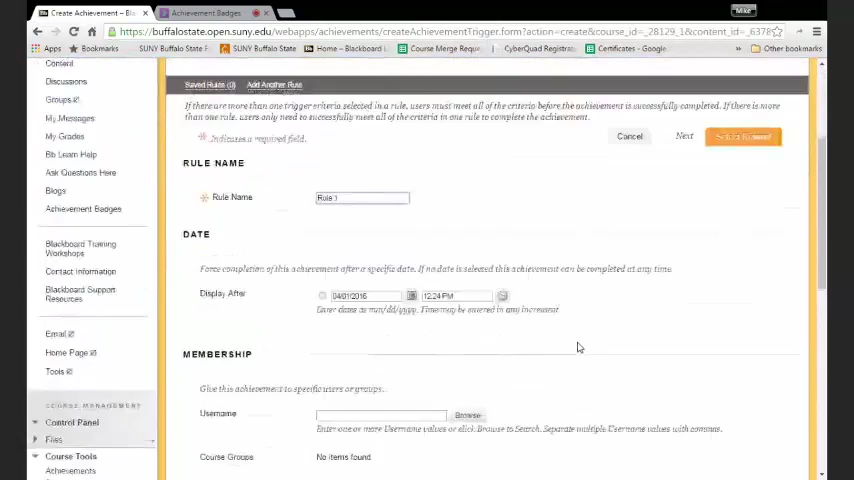 Create Achievement – Bla
Achievement Badges
Mike
https://buffalostate.open.suny.edu/webapps/achievements/createAchievementTrigger.form?action=create&course_id=_28129_1&content_id=_6378
Apps
Bookmarks
SUNY Buffalo State
SUNY Buffalo State
Home – Blackboard
Course Merge Reque
CyberQuad Registra
Certificates - Google
»
Other bookmarks
Content
Discussions
Groups
My Messages
My Grades
Bb Learn Help
Ask Questions Here
Blogs
Achievement Badges
Blackboard Training
Workshops
Contact Information
Blackboard Support
Resources
Email
Home Page
Tools
COURSE MANAGEMENT
Control Panel
Files
Course Tools
Achievements
Saved Rules (0)
Add Another Rule
If there are more than one trigger criteria selected in a rule, users must meet all of the criteria before the achievement is successfully completed. If there is
more than one rule, users only need to successfully meet all of the criteria in one rule to complete the achievement.
Indicates a required field.
Cancel
Next
Select Reward
RULE NAME
Rule Name
Rule 1
DATE
Force completion of this achievement after a specific date. If no date is selected this achievement can be completed at any time.
Display After
04/01/2016
12:24 PM
Enter dates as mm/dd/yyyy. Time may be entered in any increment
MEMBERSHIP
Give this achievement to specific users or groups.
Username
Browse
Enter one or more Username values or click Browse to Search. Separate multiple Username values with commas.
Course Groups
No items found